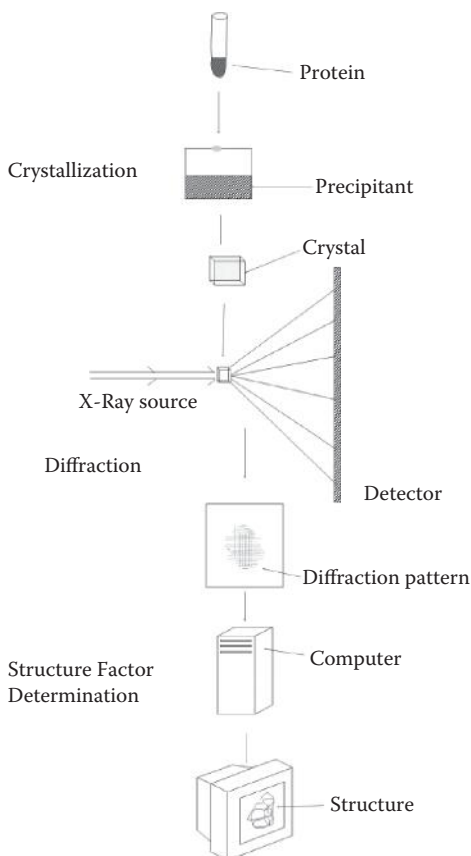 Protein
Crystallization
Precipitant
Crystal
X-Ray source
Diffraction
Detector
Diffraction pattern
Computer
Structure Factor
Determination
Structure